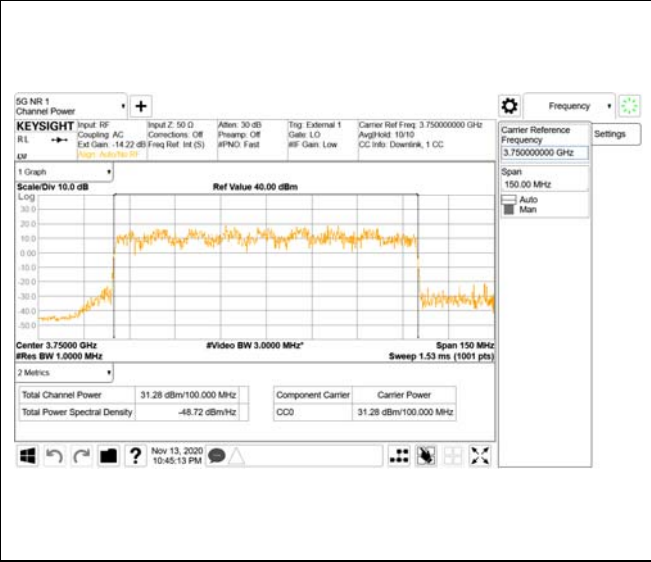 5G NR 1
Channel Power
Frequency
KEYSIGHT
RL
Input: RF
Coupling: AC
Ext Gain: -14.22 dB
Align: Auto/No RF
Input Z: 50 Ω
Corrections: Off
Freq Ref: Int (S)
Atten: 30 dB
Preamp: Off
#PNO: Fast
Trig: External 1
Gate: LO
#IF Gain: Low
Carrier Ref Freq: 3.750000000 GHz
Avg|Hold: 10/10
CC Info: Downlink, 1 CC
Carrier Reference
Frequency
3.750000000 GHz
Settings
Span
150.00 MHz
Auto
Man
1 Graph
Scale/Div 10.0 dB
Ref Value 40.00 dBm
Log
30.0
20.0
10.0
0.00
-10.0
-20.0
-30.0
-40.0
-50.0
Center 3.75000 GHz
#Video BW 3.0000 MHz*
Span 150 MHz
#Res BW 1.0000 MHz
Sweep 1.53 ms (1001 pts)
2 Metrics
Total Channel Power 31.28 dBm/100.000 MHz
Total Power Spectral Density -48.72 dBm/Hz
Component Carrier Carrier Power
CC0 31.28 dBm/100.000 MHz
?
Nov 13, 2020
10:45:13 PM